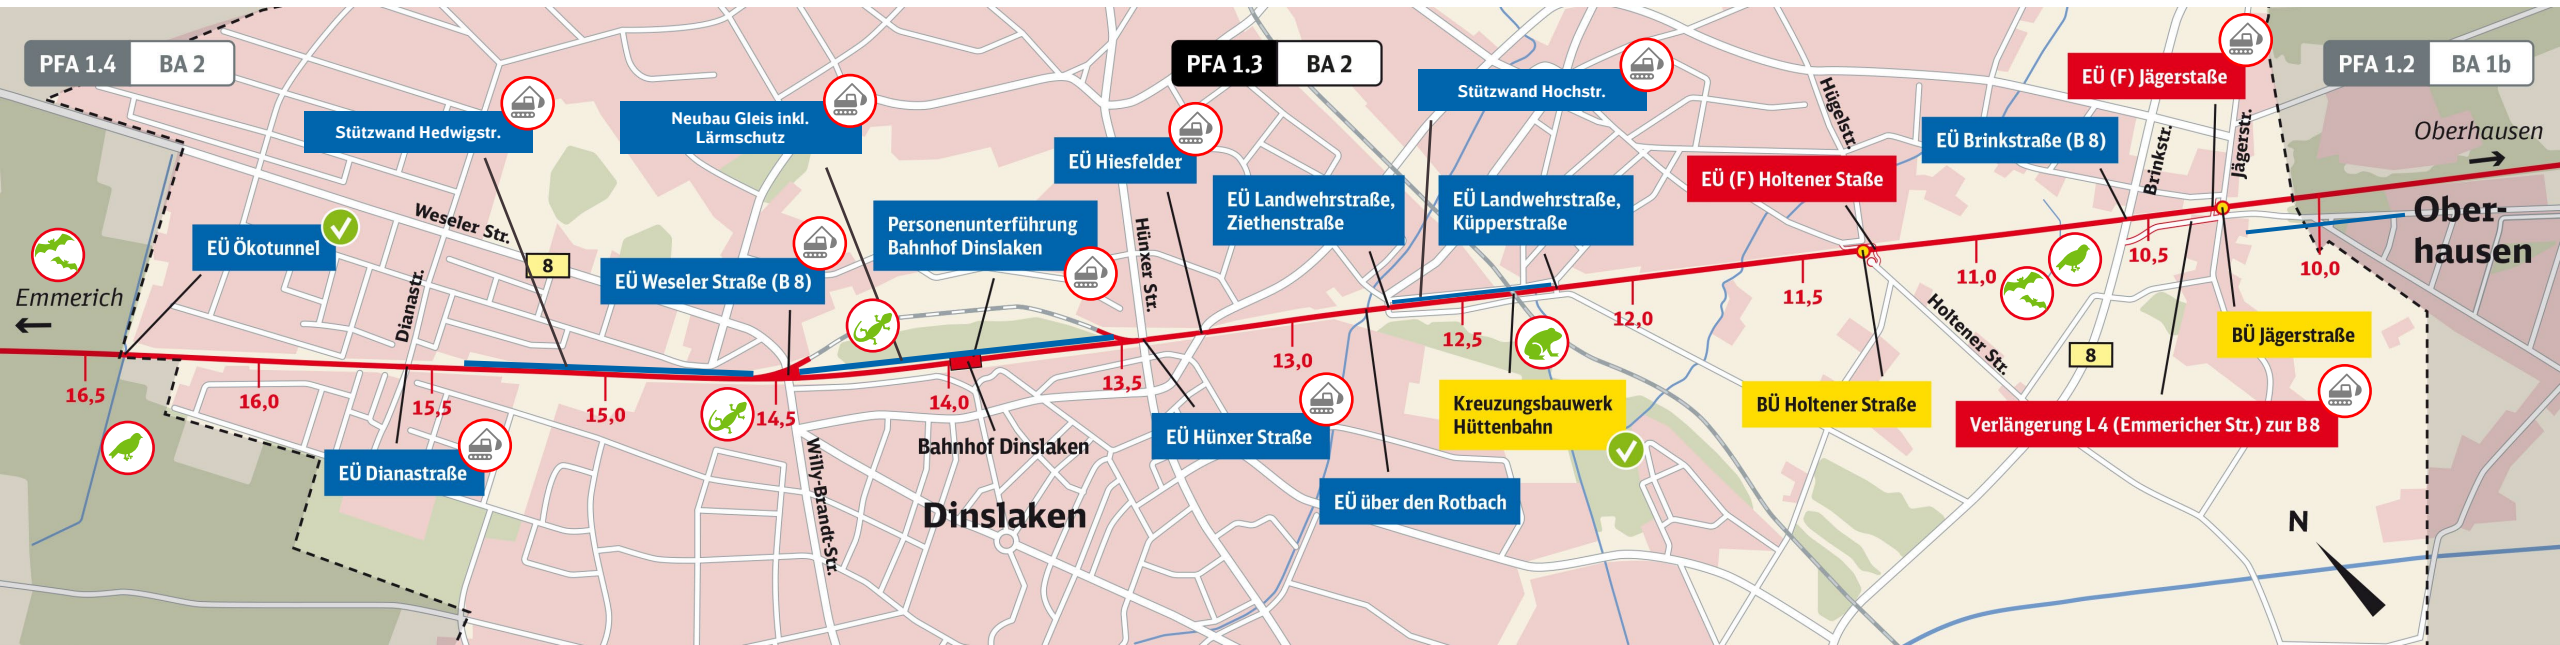 PFA 1.4 BA 2
PFA 1.3 BA 2
PFA 1.2 BA 1b
Stützwand Hedwigstr.
Neubau Gleis inkl.
Lärmschutz
EÜ Hiesfelder
Stützwand Hochstr.
EÜ (F) Jägerstaße
EÜ Brinkstraße (B 8)
EÜ (F) Holtener Staße
EÜ Landwehrstraße,
Ziethenstraße
EÜ Landwehrstraße,
Küpperstraße
Personenunterführung
Bahnhof Dinslaken
EÜ Ökotunnel
EÜ Weseler Straße (B 8)
Weseler Str.
8
Dianastr.
Hünxer Str.
Hügelstr.
Brinkstr.
Jägerstr.
Oberhausen
Ober-
hausen
Emmerich
16,5
16,0
15,5
15,0
14,5
14,0
13,5
13,0
12,5
12,0
11,5
11,0
10,5
10,0
Holtener Str.
8
BÜ Jägerstraße
BÜ Holtener Straße
Verlängerung L 4 (Emmericher Str.) zur B 8
Kreuzungsbauwerk
Hüttenbahn
EÜ Hünxer Straße
EÜ über den Rotbach
Bahnhof Dinslaken
EÜ Dianastraße
Willy-Brandt-Str.
Dinslaken
N